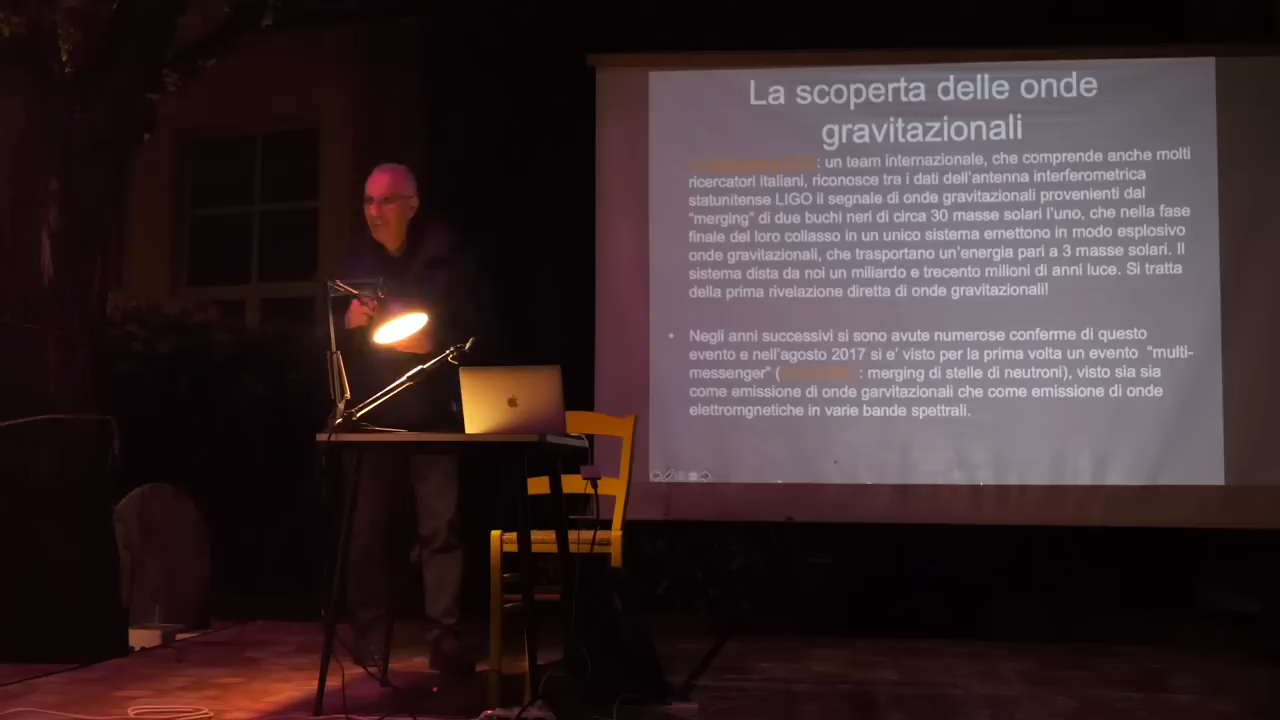 La scoperta delle onde
gravitazionali
: un team internazionale, che comprende anche molti
ricercatori italiani, riconosce tra i dati dell'antenna interferometrica
statunitense LIGO il segnale di onde gravitazionali provenienti dal
"merging" di due buchi neri di circa 30 masse solari l'uno, che nella fase
finale del loro collasso in un unico sistema emettono in modo esplosivo
onde gravitazionali, che trasportano un'energia pari a 3 masse solari. Il
sistema dista da noi un miliardo e trecento milioni di anni luce. Si tratta
della prima rivelazione diretta di onde gravitazionali!
• Negli anni successivi si sono avute numerose conferme di questo
evento e nell'agosto 2017 si e' visto per la prima volta un evento "multi-
messenger" ( : merging di stelle di neutroni), visto sia sia
come emissione di onde garvitazionali che come emissione di onde
elettromgnetiche in varie bande spettrali.